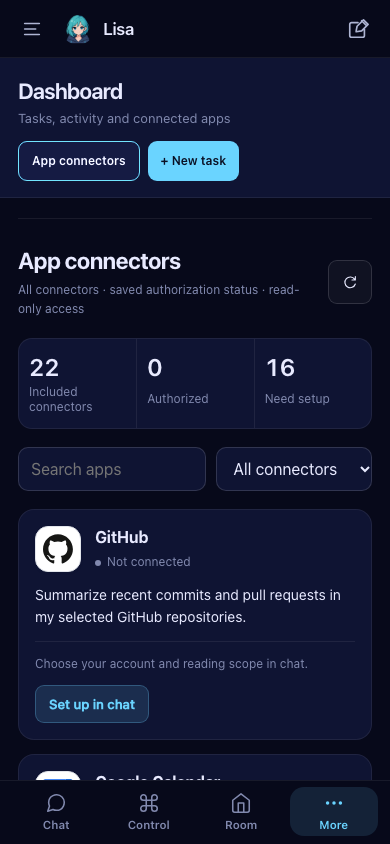 Lisa
Dashboard
Tasks, activity and connected apps
App connectors
+ New task
App connectors
All connectors · saved authorization status · read-
only access
22
Included
connectors
0
Authorized
16
Need setup
Search apps
All connectors
GitHub
Not connected
Summarize recent commits and pull requests in
my selected GitHub repositories.
Choose your account and reading scope in chat.
Set up in chat
Google Calendar
Chat
Control
Room
More